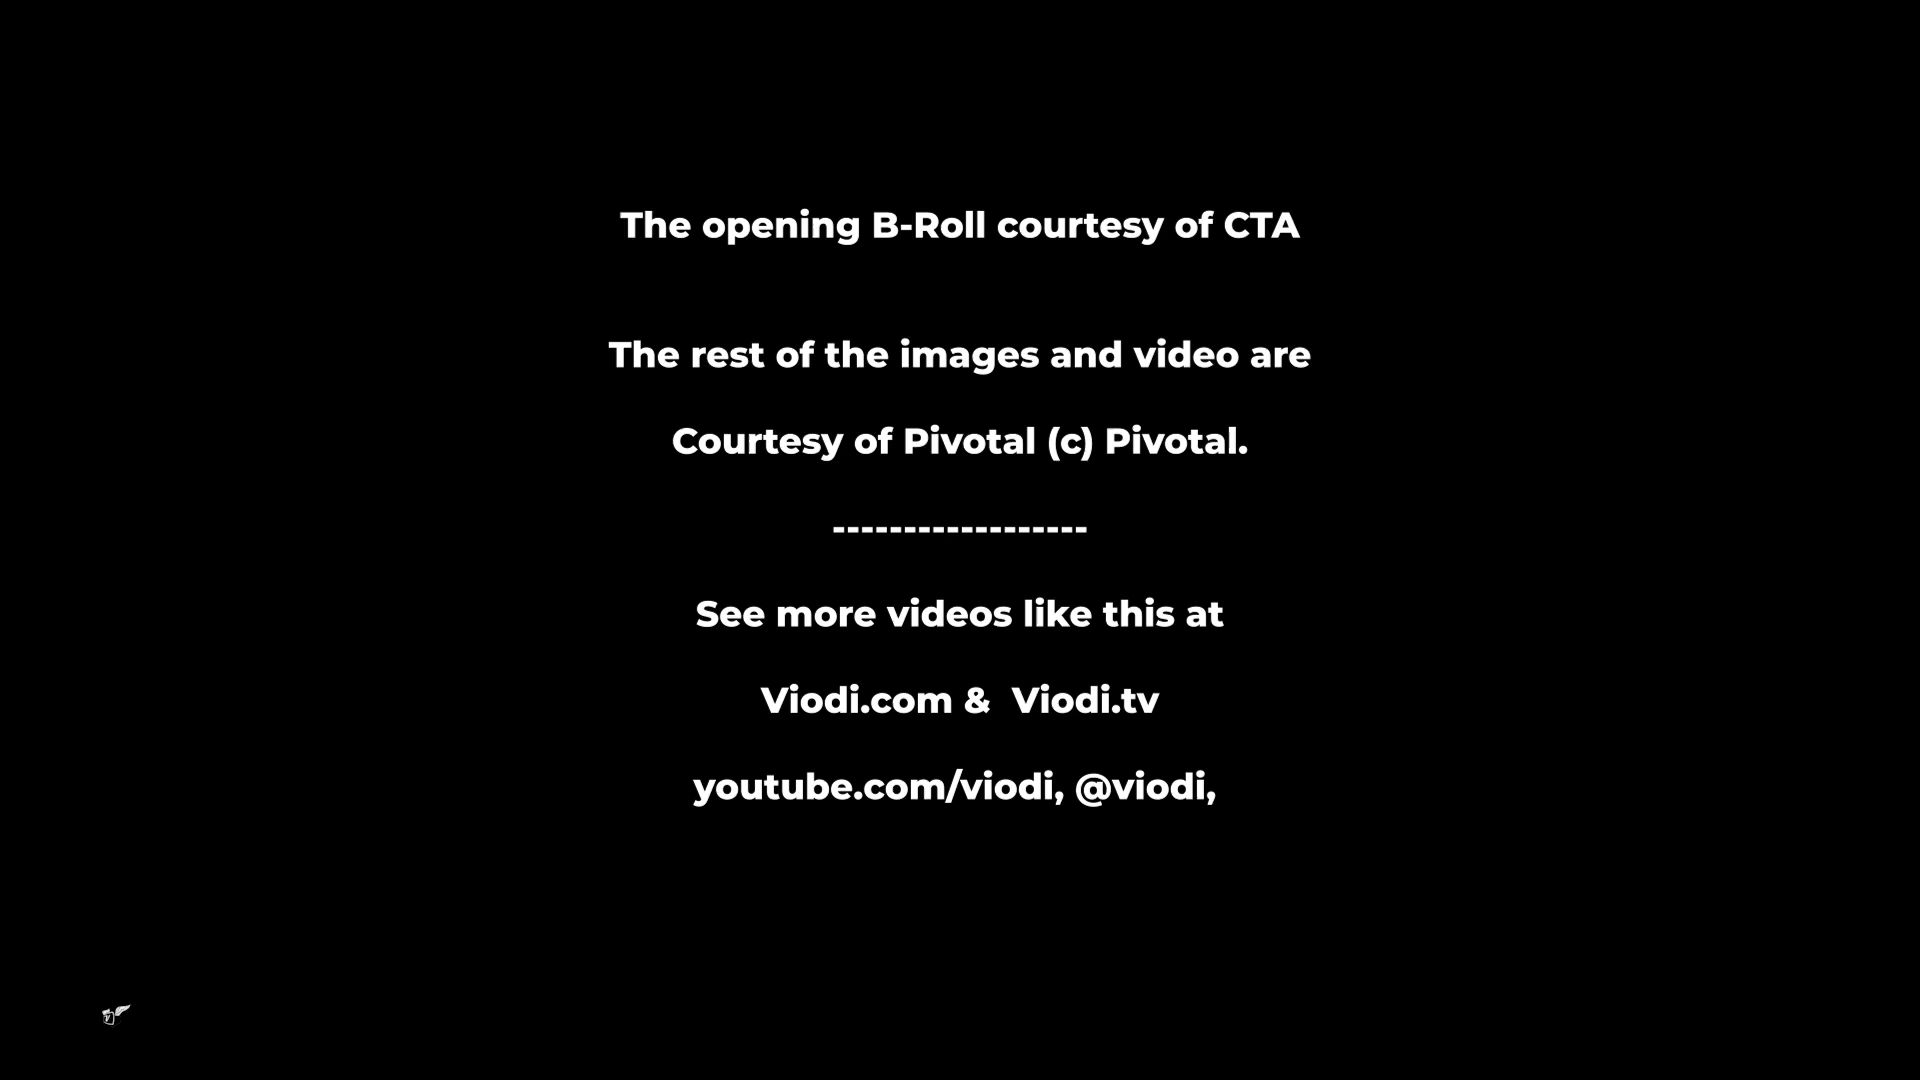 The opening B-Roll courtesy of CTA
The rest of the images and video are
Courtesy of Pivotal (c) Pivotal.
------------------
See more videos like this at
Viodi.com &  Viodi.tv
youtube.com/viodi, @viodi,